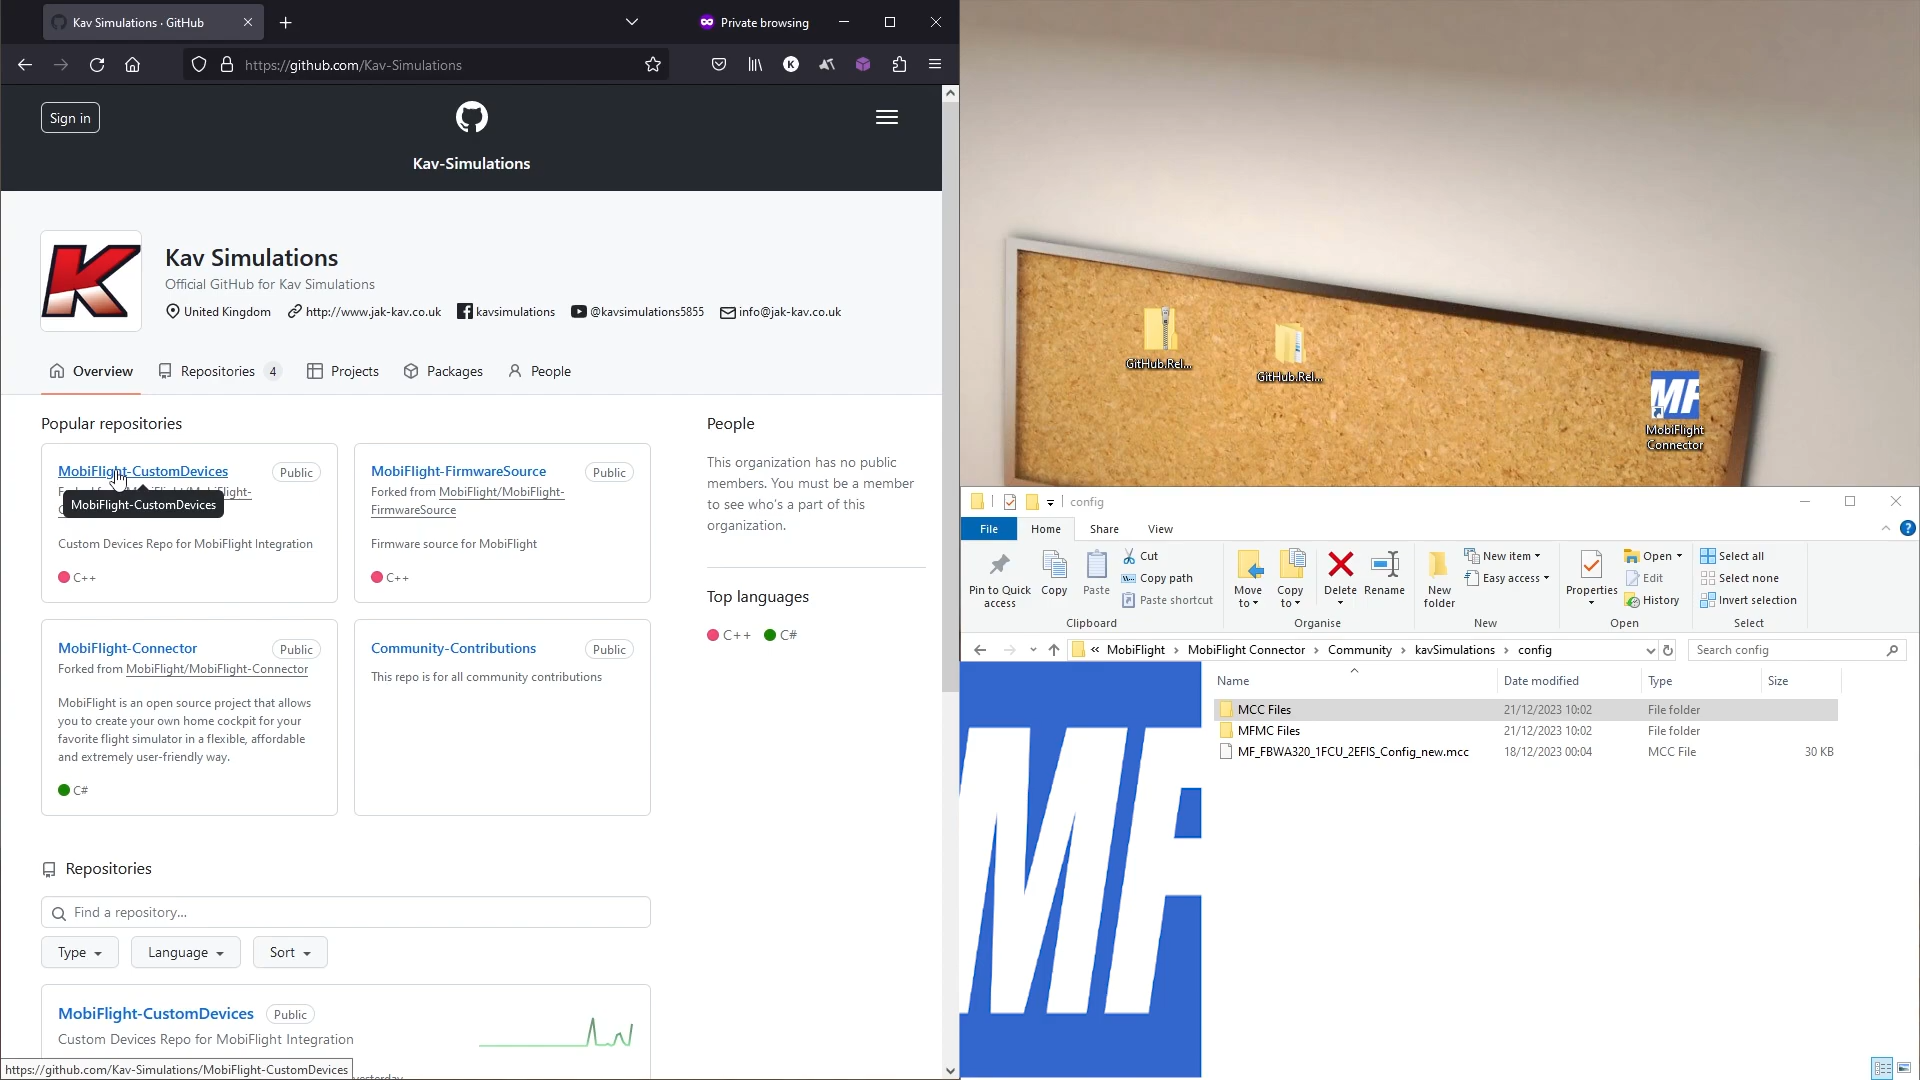 Kav Simulations · GitHub
Private browsing
https://github.com/Kav-Simulations
K
Sign in
Kav-Simulations
Kav Simulations
Official GitHub for Kav Simulations
United Kingdom
http://www.jak-kav.co.uk
kavsimulations
@kavsimulations5855
info@jak-kav.co.uk
Overview
Repositories 4
Projects
Packages
People
Popular repositories
MobiFlight-CustomDevices Public
MobiFlight-CustomDevices
Custom Devices Repo for MobiFlight Integration
C++
MobiFlight-FirmwareSource Public
Forked from MobiFlight/MobiFlight-
FirmwareSource
Firmware source for MobiFlight
C++
MobiFlight-Connector Public
Forked from MobiFlight/MobiFlight-Connector
MobiFlight is an open source project that allows
you to create your own home cockpit for your
favorite flight simulator in a flexible, affordable
and extremely user-friendly way.
C#
Community-Contributions Public
This repo is for all community contributions
People
This organization has no public
members. You must be a member
to see who's a part of this
organization.
Top languages
C++ C#
Repositories
Find a repository...
Type
Language
Sort
MobiFlight-CustomDevices Public
Custom Devices Repo for MobiFlight Integration
yesterday
https://github.com/Kav-Simulations/MobiFlight-CustomDevices
GitHub.Rel...
GitHub.Rel...
MF
MobiFlight
Connector
config
File
Home
Share
View
Pin to Quick
access
Copy
Paste
Cut
Copy path
Paste shortcut
Clipboard
Move
to
Copy
to
Delete
Rename
Organise
New
folder
New item
Easy access
New
Properties
Open
Edit
History
Open
Select all
Select none
Invert selection
Select
« MobiFlight › MobiFlight Connector › Community › kavSimulations › config
Search config
Name
Date modified
Type
Size
MCC Files 21/12/2023 10:02 File folder
MFMC Files 21/12/2023 10:02 File folder
MF_FBWA320_1FCU_2EFIS_Config_new.mcc 18/12/2023 00:04 MCC File 30 KB
MF